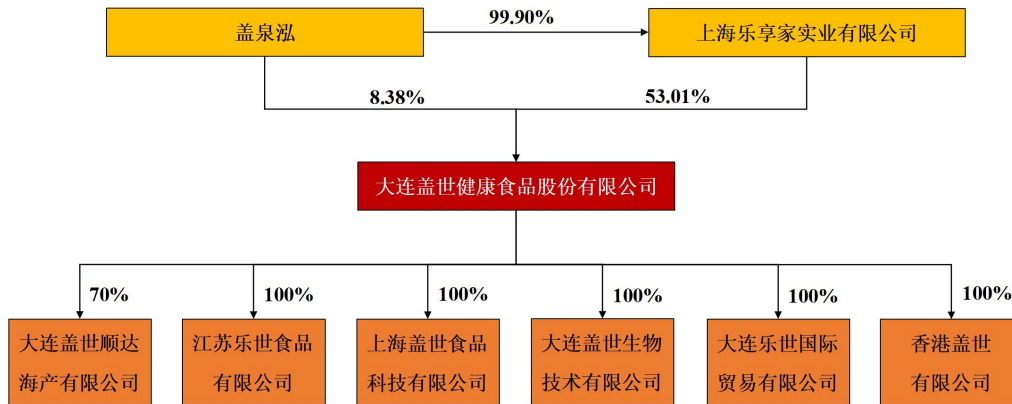 99.90%
盖泉泓
上海乐享家实业有限公司
8.38%
53.01%
大连盖世健康食品股份有限公司
70%
100%
100%
100%
100%
100%
大连盖世顺达
海产有限公司
江苏乐世食品
有限公司
上海盖世食品
科技有限公司
大连盖世生物
技术有限公司
大连乐世国际
贸易有限公司
香港盖世
有限公司